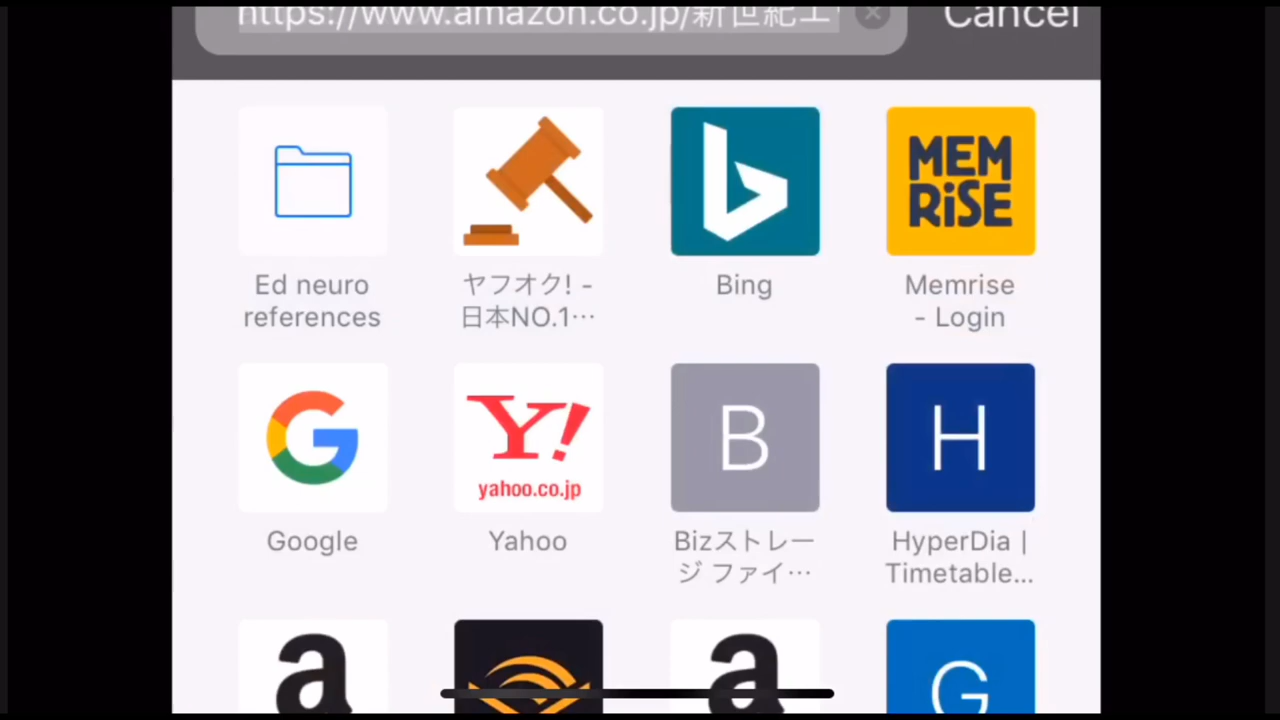 https://www.amazon.co.jp/新世紀エ
Cancel
MEM
RiSE
Ed neuro
references
ヤフオク! -
日本NO.1…
Bing
Memrise
- Login
Y!
yahoo.co.jp
B
H
Google
Yahoo
Bizストレー
ジ ファイ…
HyperDia |
Timetable...
a
a
G